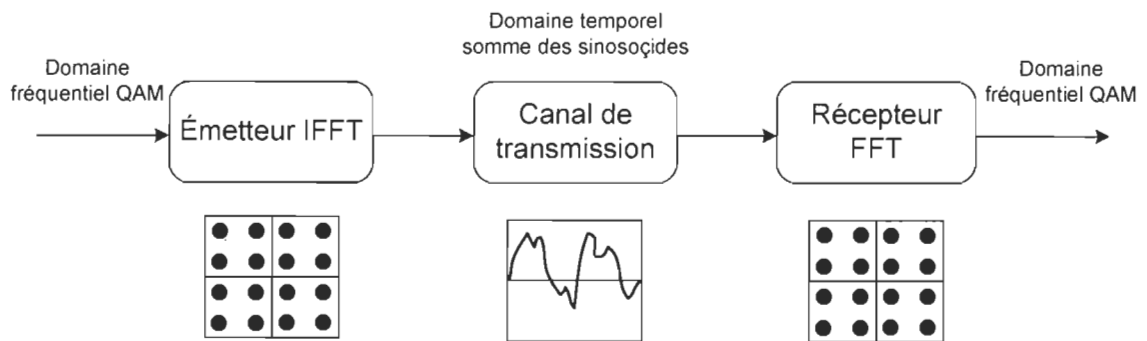 Domaine temporel
somme des sinosoçides
Domaine
fréquentiel QAM
Domaine
fréquentiel QAM
Émetteur IFFT
Canal de
transmission
Récepteur
FFT